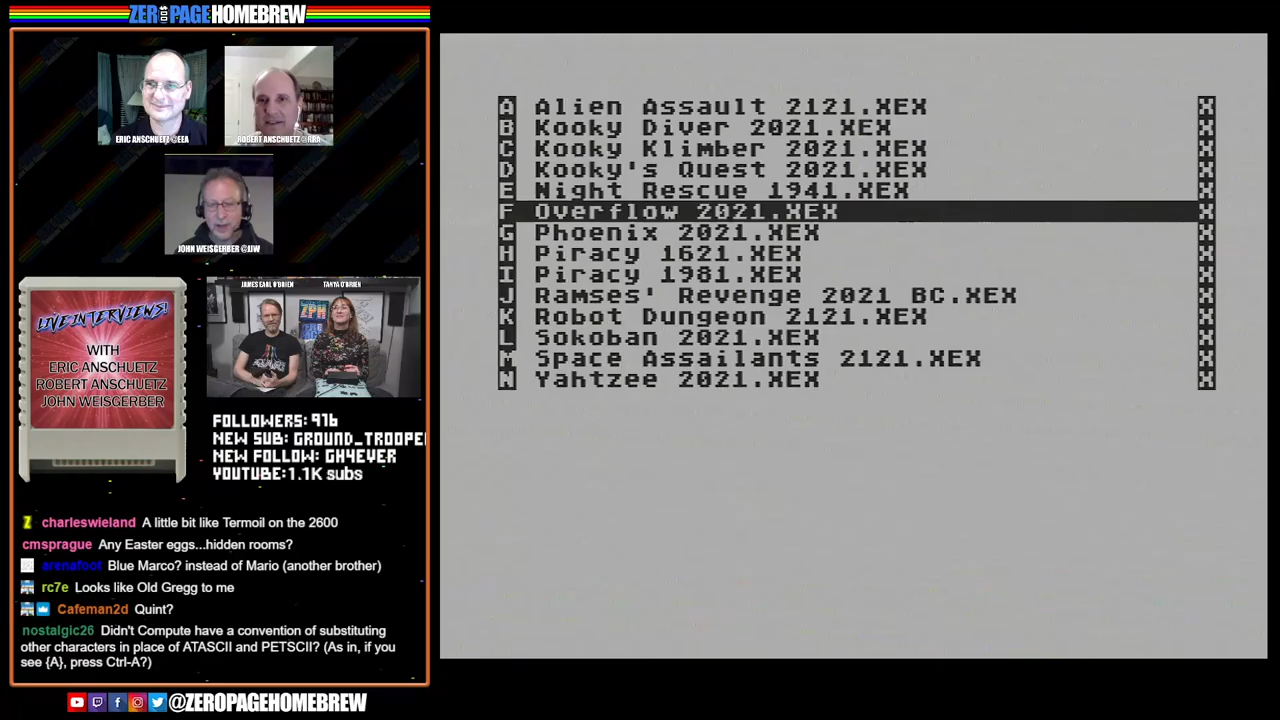 ZEROPAGE HOMEBREW
ERIC ANSCHUETZ @EEA
ROBERT ANSCHUETZ @RRA
JOHN WEISGERBER @JJW
LIVE INTERVIEWS!
WITH
ERIC ANSCHUETZ
ROBERT ANSCHUETZ
JOHN WEISGERBER
JAMES EARL O'BRIEN
TANYA O'BRIEN
FOLLOWERS: 916
NEW SUB: GROUND_TROOPER
NEW FOLLOW: GH4EVER
YOUTUBE: 1.1K subs
charleswieland A little bit like Termoil on the 2600
cmsprague Any Easter eggs...hidden rooms?
arenafoot Blue Marco? instead of Mario (another brother)
rc7e Looks like Old Gregg to me
Cafeman2d Quint?
nostalgic26 Didn't Compute have a convention of substituting
other characters in place of ATASCII and PETSCII? (As in, if you
see {A}, press Ctrl-A?)
@ZEROPAGEHOMEBREW
A Alien Assault 2121.XEX X
B Kooky Diver 2021.XEX X
C Kooky Klimber 2021.XEX X
D Kooky's Quest 2021.XEX X
E Night Rescue 1941.XEX X
F Overflow 2021.XEX X
G Phoenix 2021.XEX X
H Piracy 1621.XEX X
I Piracy 1981.XEX X
J Ramses' Revenge 2021 BC.XEX X
K Robot Dungeon 2121.XEX X
L Sokoban 2021.XEX X
M Space Assailants 2121.XEX X
N Yahtzee 2021.XEX X